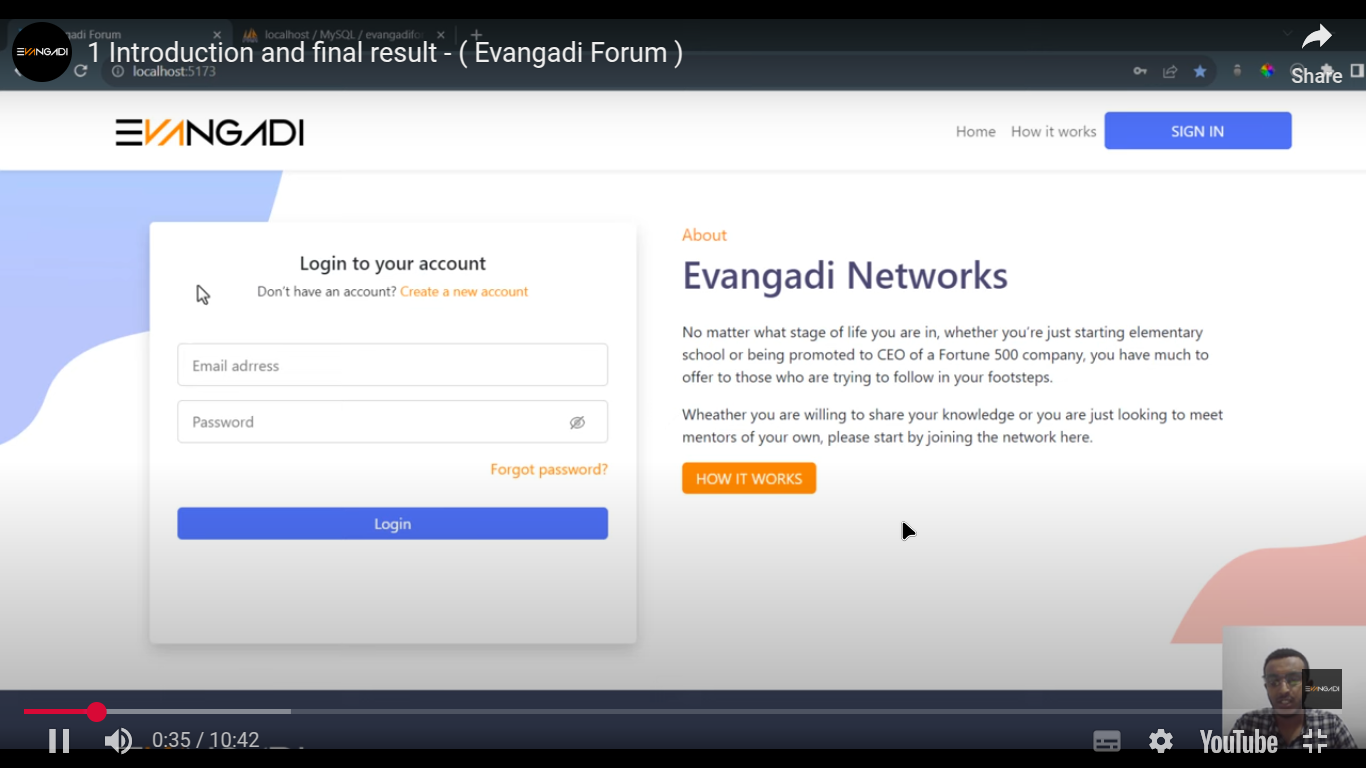 EVANGADI
1 Introduction and final result - ( Evangadi Forum )
Share
gadi Forum
localhost / MySQL / evangadifo
localhost:5173
EVANGADI
Home
How it works
SIGN IN
Login to your account
Don't have an account? Create a new account
Email adrress
Password
Forgot password?
Login
About
Evangadi Networks
No matter what stage of life you are in, whether you're just starting elementary
school or being promoted to CEO of a Fortune 500 company, you have much to
offer to those who are trying to follow in your footsteps.
Wheather you are willing to share your knowledge or you are just looking to meet
mentors of your own, please start by joining the network here.
HOW IT WORKS
EVANGADI
0:35 / 10:42
YouTube